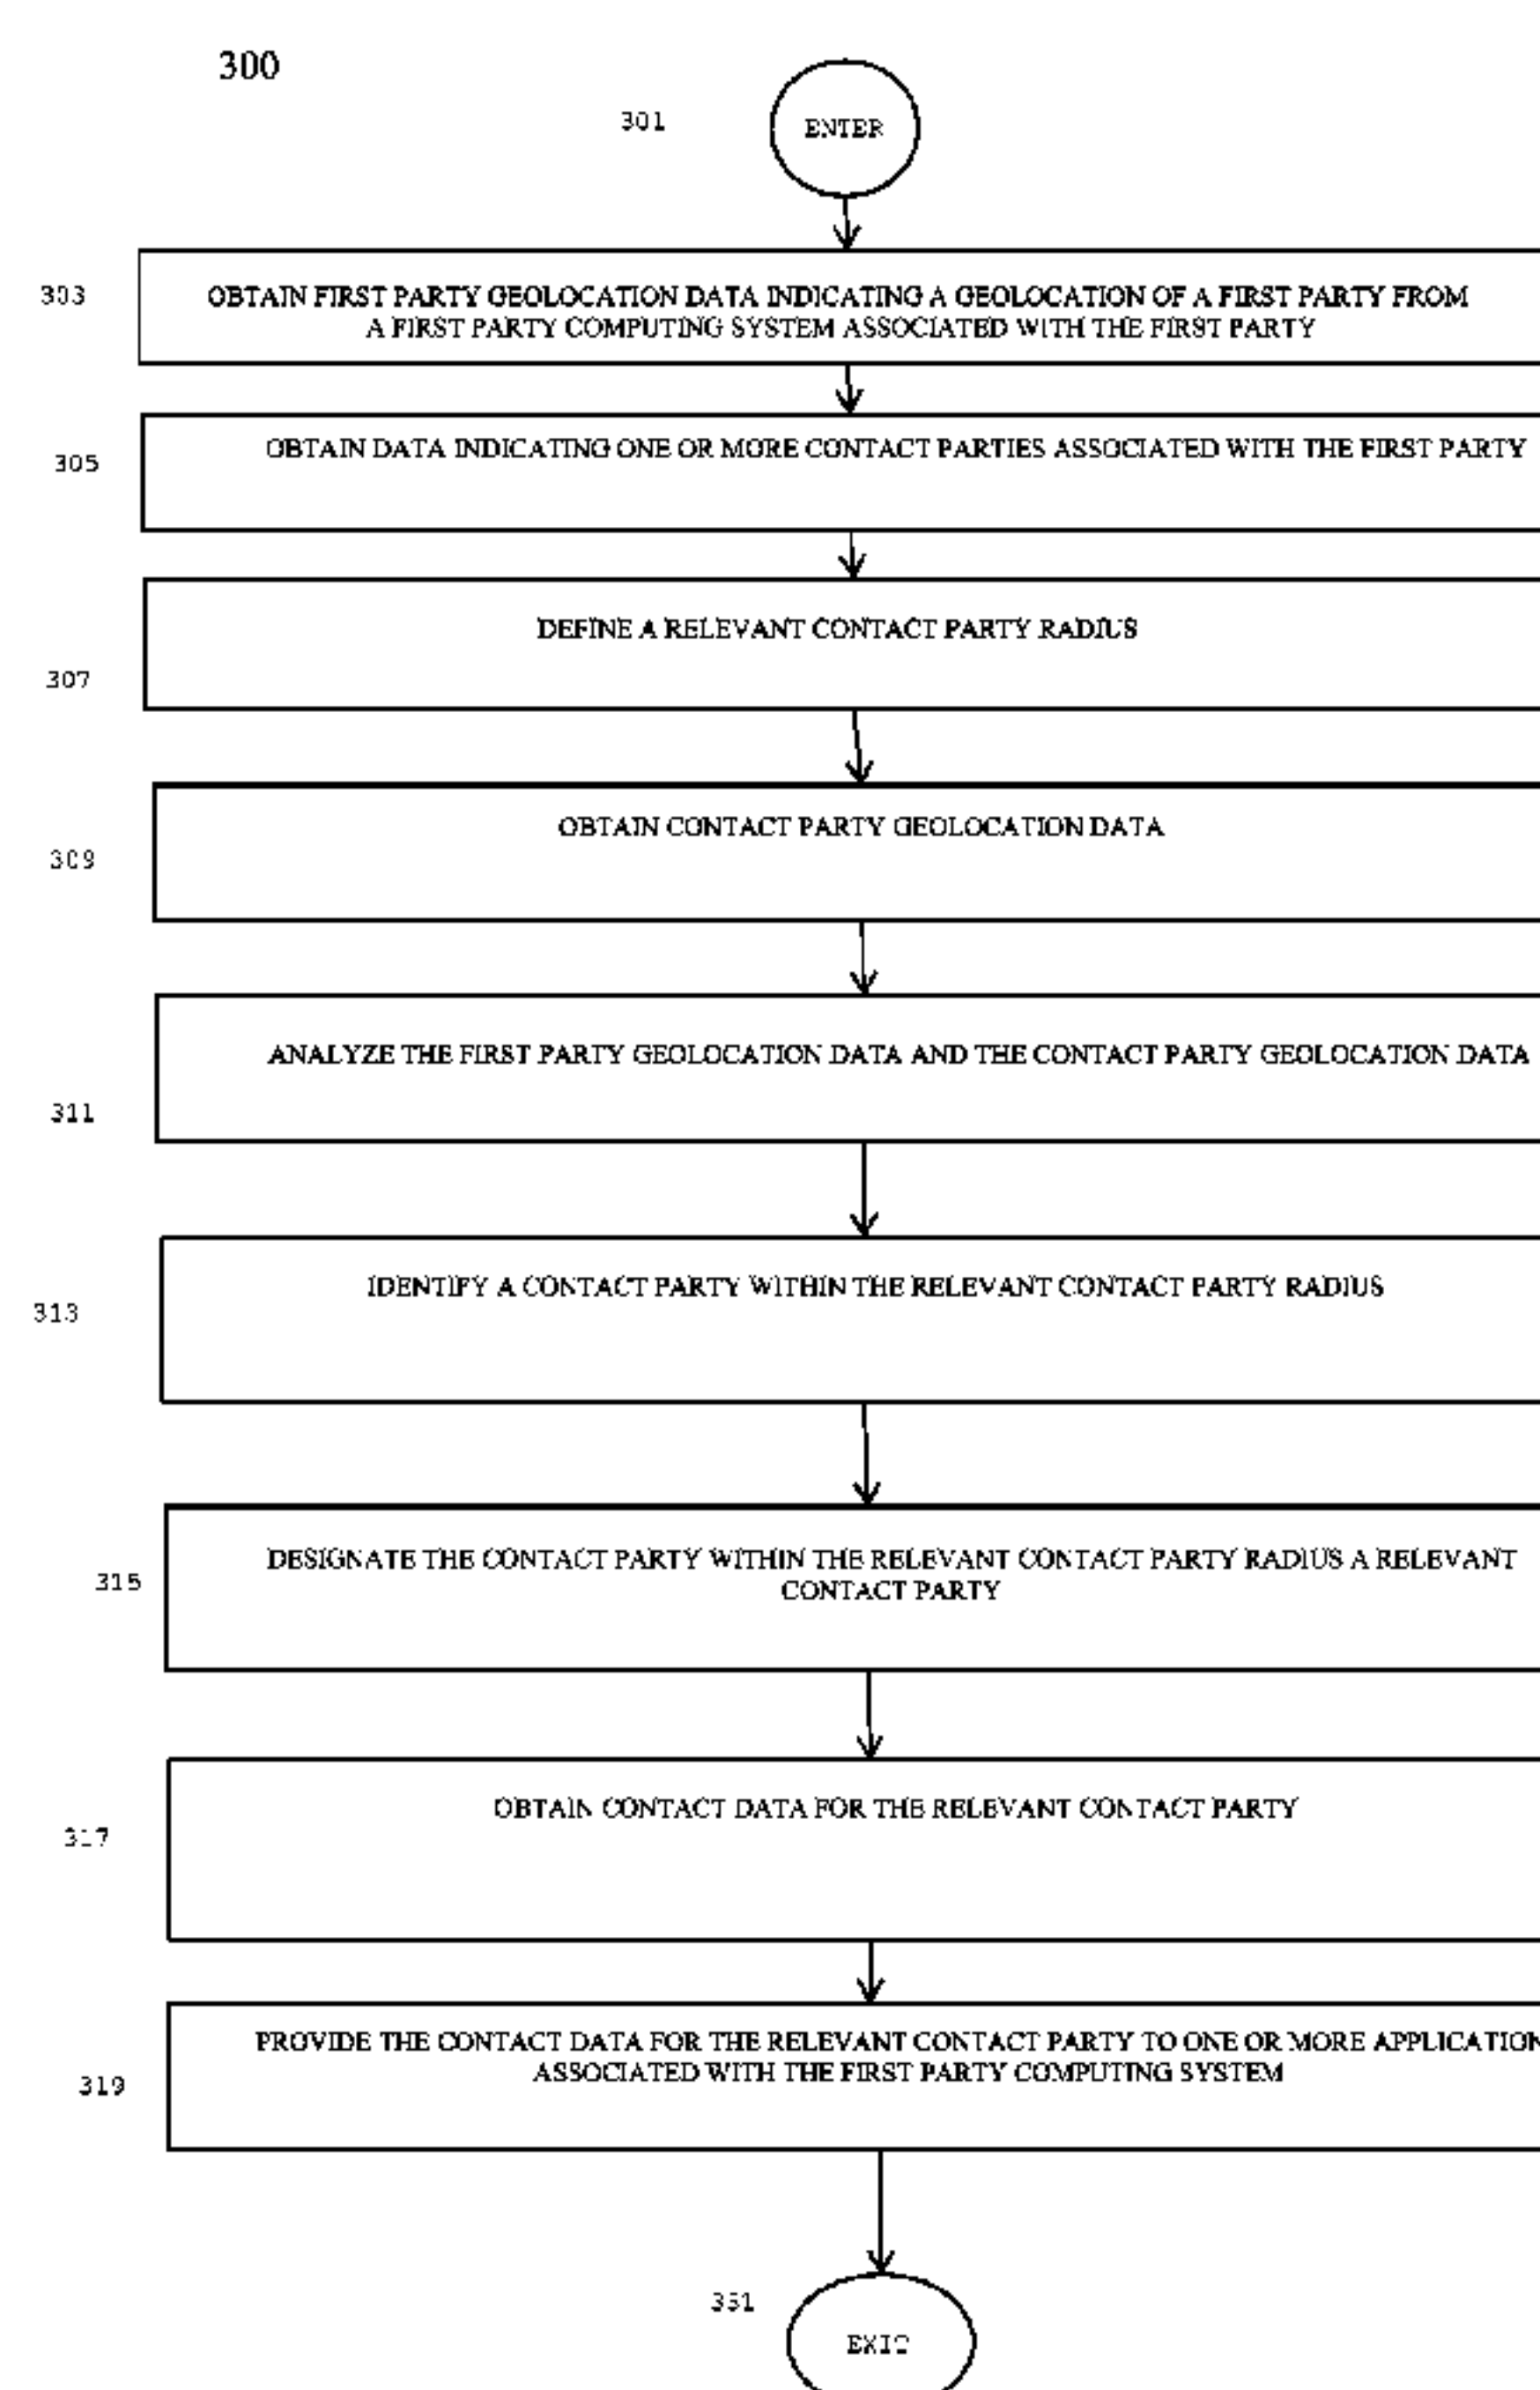 300
301
ENTER
303
OBTAIN FIRST PARTY GEOLOCATION DATA INDICATING A GEOLOCATION OF A FIRST PARTY FROM
A FIRST PARTY COMPUTING SYSTEM ASSOCIATED WITH THE FIRST PARTY
305
OBTAIN DATA INDICATING ONE OR MORE CONTACT PARTIES ASSOCIATED WITH THE FIRST PARTY
DEFINE A RELEVANT CONTACT PARTY RADIUS
307
OBTAIN CONTACT PARTY GEOLOCATION DATA
309
ANALYZE THE FIRST PARTY GEOLOCATION DATA AND THE CONTACT PARTY GEOLOCATION DATA
311
IDENTIFY A CONTACT PARTY WITHIN THE RELEVANT CONTACT PARTY RADIUS
313
DESIGNATE THE CONTACT PARTY WITHIN THE RELEVANT CONTACT PARTY RADIUS A RELEVANT
315
CONTACT PARTY
OBTAIN CONTACT DATA FOR THE RELEVANT CONTACT PARTY
317
PROVIDE THE CONTACT DATA FOR THE RELEVANT CONTACT PARTY TO ONE OR MORE APPLICATION
ASSOCIATED WITH THE FIRST PARTY COMPUTING SYSTEM
319
EXIT